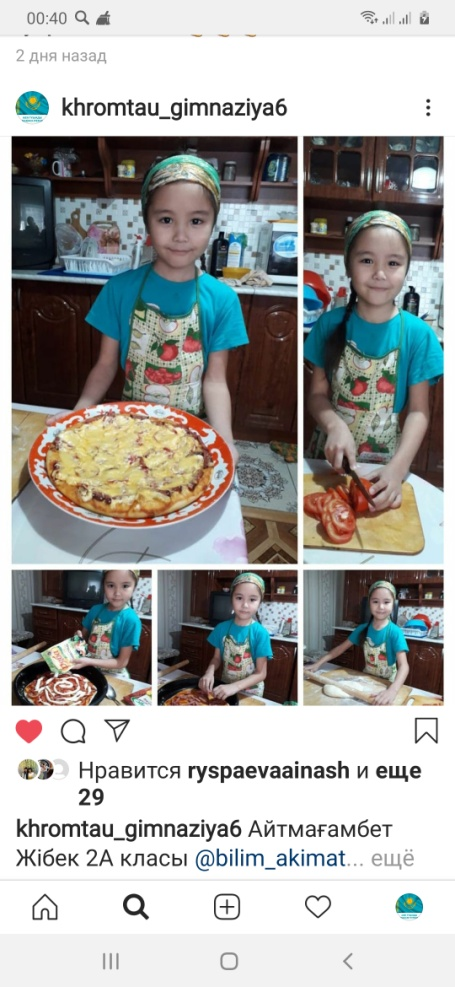 00:40
2 дня назад
khromtau_gimnaziya6
Нравится ryspaevaainash и еще
29
khromtau_gimnaziya6 Айтмағамбет
Жібек 2А класы @bilim_akimat... ещё